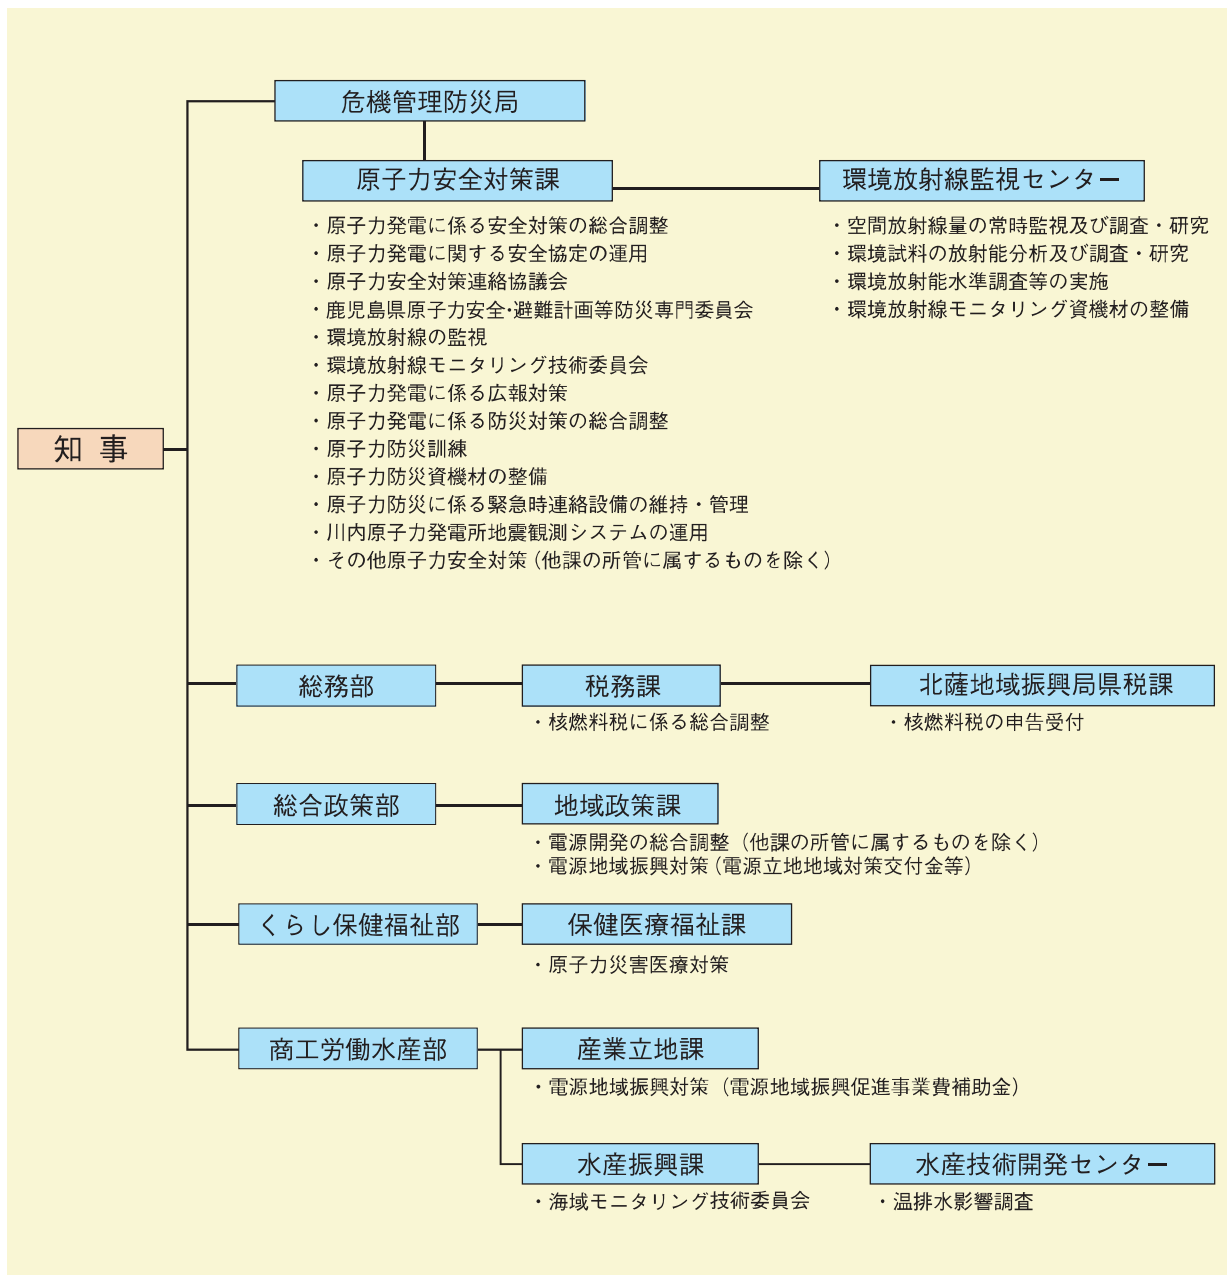 知事
危機管理防災局
原子力安全対策課
・原子力発電に係る安全対策の総合調整
・原子力発電に関する安全協定の運用
・原子力安全対策連絡協議会
・鹿児島県原子力安全・避難計画等防災専門委員会
・環境放射線の監視
・環境放射線モニタリング技術委員会
・原子力発電に係る広報対策
・原子力発電に係る防災対策の総合調整
・原子力防災訓練
・原子力防災資機材の整備
・原子力防災に係る緊急時連絡設備の維持・管理
・川内原子力発電所地震観測システムの運用
・その他原子力安全対策（他課の所管に属するものを除く）
環境放射線監視センター
・空間放射線量の常時監視及び調査・研究
・環境試料の放射能分析及び調査・研究
・環境放射能水準調査等の実施
・環境放射線モニタリング資機材の整備
総務部
税務課
・核燃料税に係る総合調整
北薩地域振興局県税課
・核燃料税の申告受付
総合政策部
地域政策課
・電源開発の総合調整（他課の所管に属するものを除く）
・電源地域振興対策（電源立地地域対策交付金等）
くらし保健福祉部
保健医療福祉課
・原子力災害医療対策
商工労働水産部
産業立地課
・電源地域振興対策（電源地域振興促進事業費補助金）
水産振興課
・海域モニタリング技術委員会
水産技術開発センター
・温排水影響調査